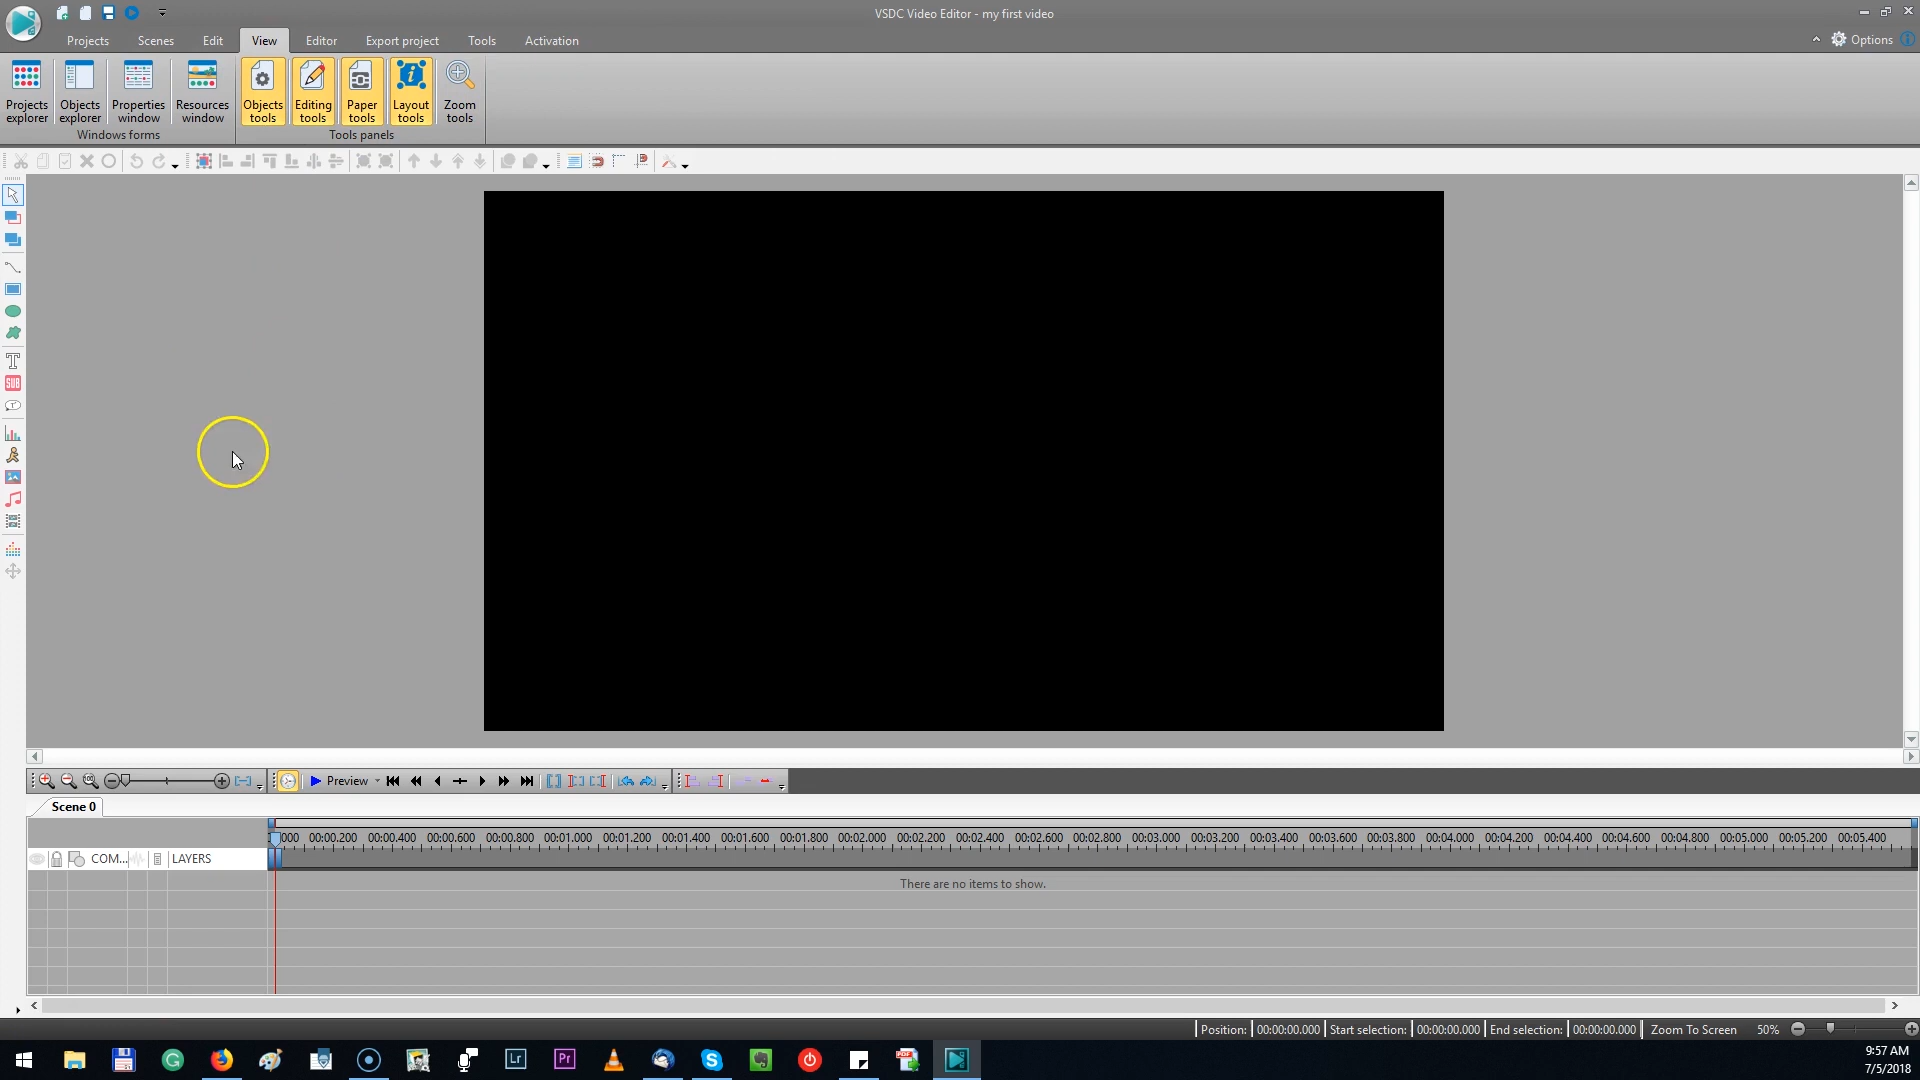 VSDC Video Editor - my first video
Projects Scenes Edit View Editor Export project Tools Activation Options
Projects explorer
Objects explorer
Properties window
Resources window
Objects tools
Editing tools
Paper tools
Layout tools
Zoom tools
Windows forms Tools panels
T
SUB
Preview
Scene 0
:000 00:00.200 00:00.400 00:00.600 00:00.800 00:01.000 00:01.200 00:01.400 00:01.600 00:01.800 00:02.000 00:02.200 00:02.400 00:02.600 00:02.800 00:03.000 00:03.200 00:03.400 00:03.600 00:03.800 00:04.000 00:04.200 00:04.400 00:04.600 00:04.800 00:05.000 00:05.200 00:05.400
COM... LAYERS
There are no items to show.
Position: 00:00:00.000 Start selection: 00:00:00.000 End selection: 00:00:00.000 Zoom To Screen 50%
Lr Pr
9:57 AM
7/5/2018